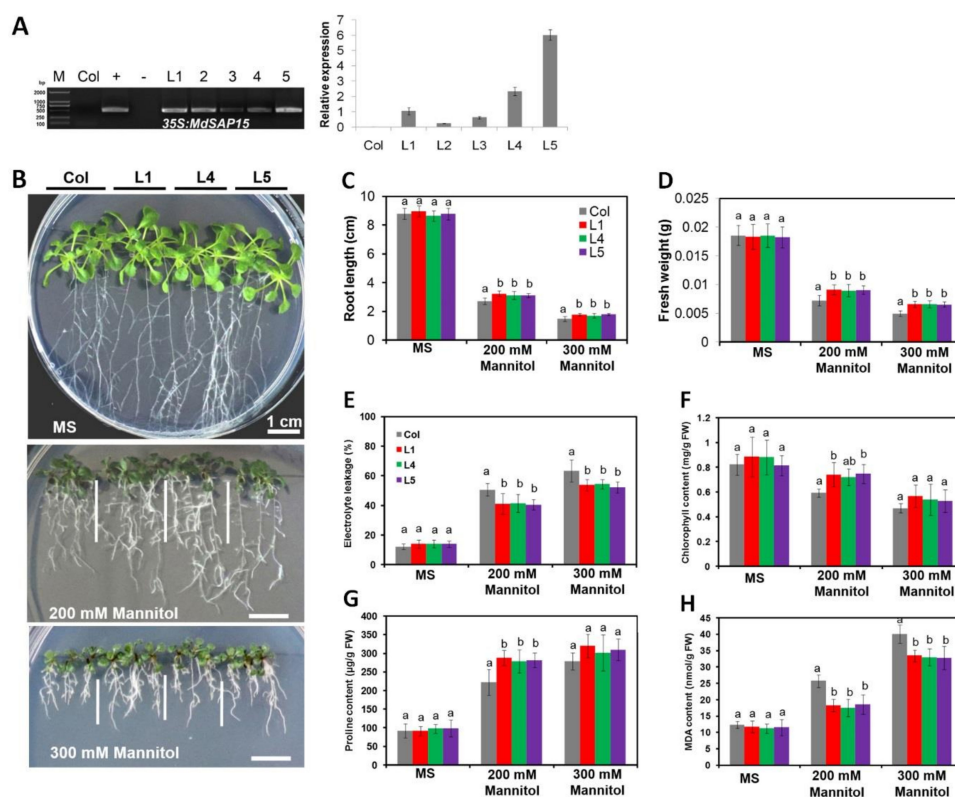 A
M Col + - L1 2 3 4 5
bp
2000
1000
750
500
250
100
35S:MdSAP15
Relative expression
7
6
5
4
3
2
1
0
Col L1 L2 L3 L4 L5
B
Col L1 L4 L5
MS
1 cm
200 mM Mannitol
300 mM Mannitol
C
Root length (cm)
10
8
6
4
2
0
a a a a
a b b b
a b b b
Col
L1
L4
L5
MS
200 mM
Mannitol
300 mM
Mannitol
D
Fresh weight (g)
0.025
0.02
0.015
0.01
0.005
0
a a a a
a b b b
a b b b
MS
200 mM
Mannitol
300 mM
Mannitol
E
Electrolyte leakage (%)
100
80
60
40
20
0
Col
L1
L4
L5
a a a a
a b b b
a b b b
MS
200 mM
Mannitol
300 mM
Mannitol
F
Chlorophyll content (mg/g FW)
1.2
1
0.8
0.6
0.4
0.2
0
a a a a
a b ab b
a a a a
MS
200 mM
Mannitol
300 mM
Mannitol
G
Proline content (µg/g FW)
400
350
300
250
200
150
100
50
0
a a a a
a b b b
a a a a
MS
200 mM
Mannitol
300 mM
Mannitol
H
MDA content (nmol/g FW)
45
40
35
30
25
20
15
10
5
0
a a a a
a b b b
a b b b
MS
200 mM
Mannitol
300 mM
Mannitol